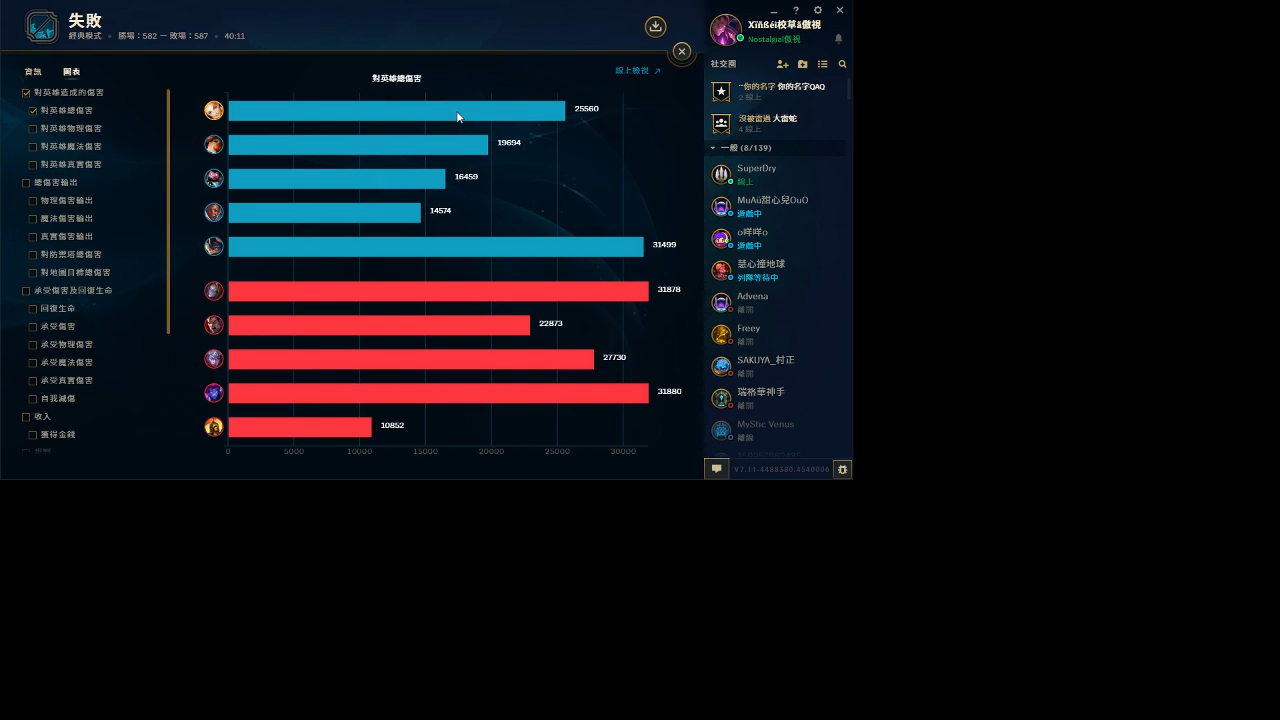 失敗
經典模式 勝場：582 － 敗場：587 40:11
資訊 圖表
線上檢視
對英雄總傷害
對英雄造成的傷害
對英雄總傷害
對英雄物理傷害
對英雄魔法傷害
對英雄真實傷害
總傷害輸出
物理傷害輸出
魔法傷害輸出
真實傷害輸出
對防禦塔總傷害
對地圖目標總傷害
承受傷害及回復生命
回復生命
承受傷害
承受物理傷害
承受魔法傷害
承受真實傷害
自我減傷
收入
獲得金錢
25560
19694
16459
14574
31499
31878
22873
27730
31880
10852
0 5000 10000 15000 20000 25000 30000
Nostalgia!傲視
社交圈
一你的名字 你的名字QAQ
2 線上
沒被雷過 大雷蛇
4 線上
一般 (8/139)
SuperDry
線上
MuAü甜心兒OuO
遊戲中
o咩咩o
遊戲中
慧心撞地球
列隊等待中
Advena
離開
Freey
離開
SAKUYA_村正
離開
瑞格華神手
離開
MyStic Venus
離線
V7.11-4488380.4540006